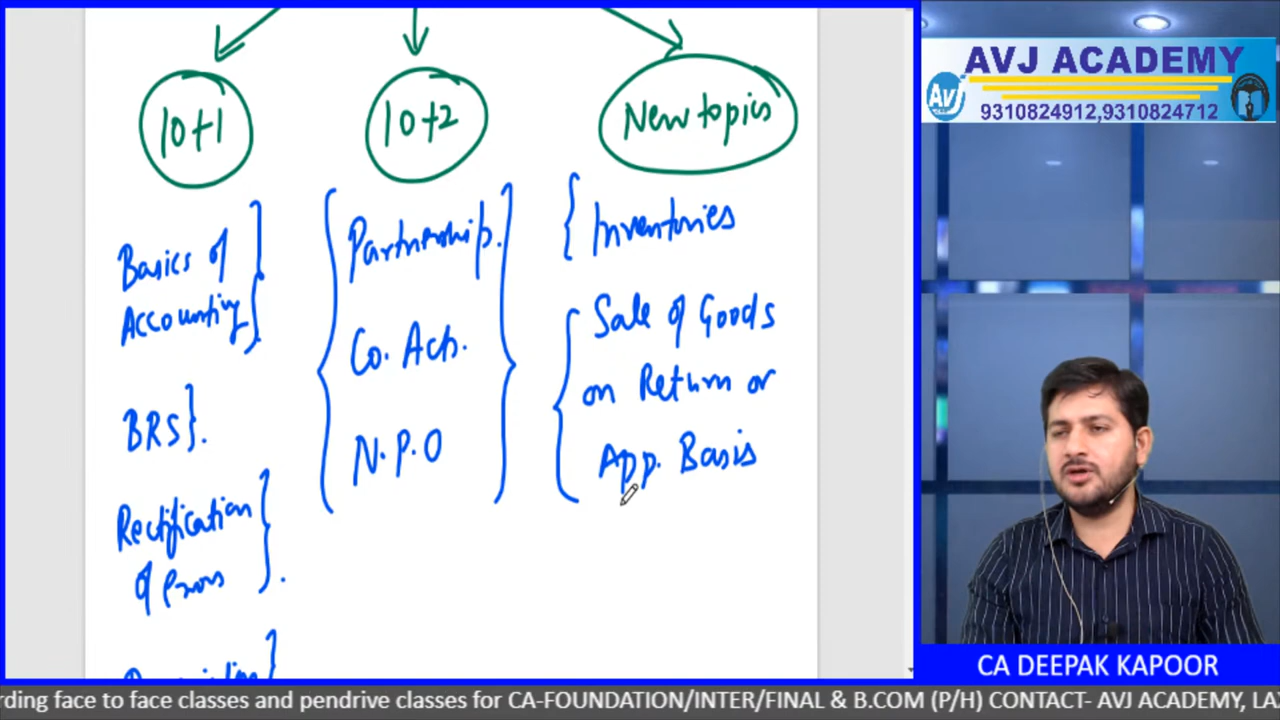 10+1
10+2
New topics
Basics of
Accounting
BRS
Rectification
of Errors
Partnership.
Co. Acts.
N.P.O
Inventories
Sale of Goods
on Return or
App. Basis
AVJ ACADEMY
AVJ
9310824912,9310824712
CA DEEPAK KAPOOR
rding face to face classes and pendrive classes for CA-FOUNDATION/INTER/FINAL & B.COM (P/H) CONTACT- AVJ ACADEMY, LA